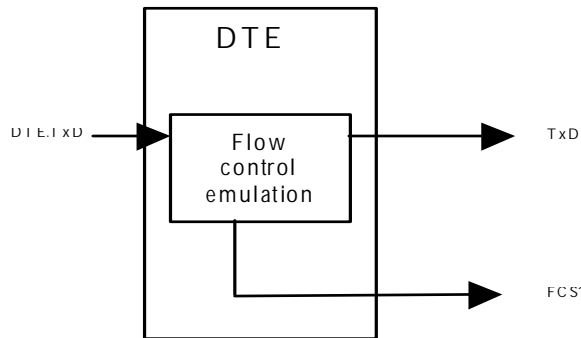 DTE
DTE.TxD
Flow
control
emulation
TxD